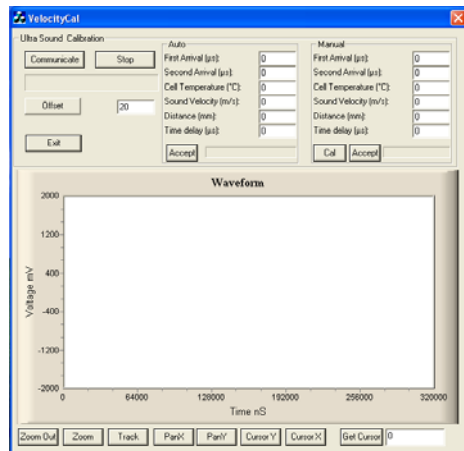 VelocityCal
Ultra Sound Calibration
Communicate Stop
Offset 20
Exit
Auto
First Arrival (µs): 0
Second Arrival (µs): 0
Cell Temperature (°C): 0
Sound Velocity (m/s): 0
Distance (mm): 0
Time delay (µs): 0
Accept
Manual
First Arrival (µs): 0
Second Arrival (µs): 0
Cell Temperature (°C): 0
Sound Velocity (m/s): 0
Distance (mm): 0
Time delay (µs): 0
Cal Accept
Waveform
2000
1200
400
-400
-1200
-2000
Voltage mV
0 64000 128000 192000 256000 320000
Time nS
Zoom Out Zoom Track PanX PanY Cursor Y Cursor X Get Cursor 0